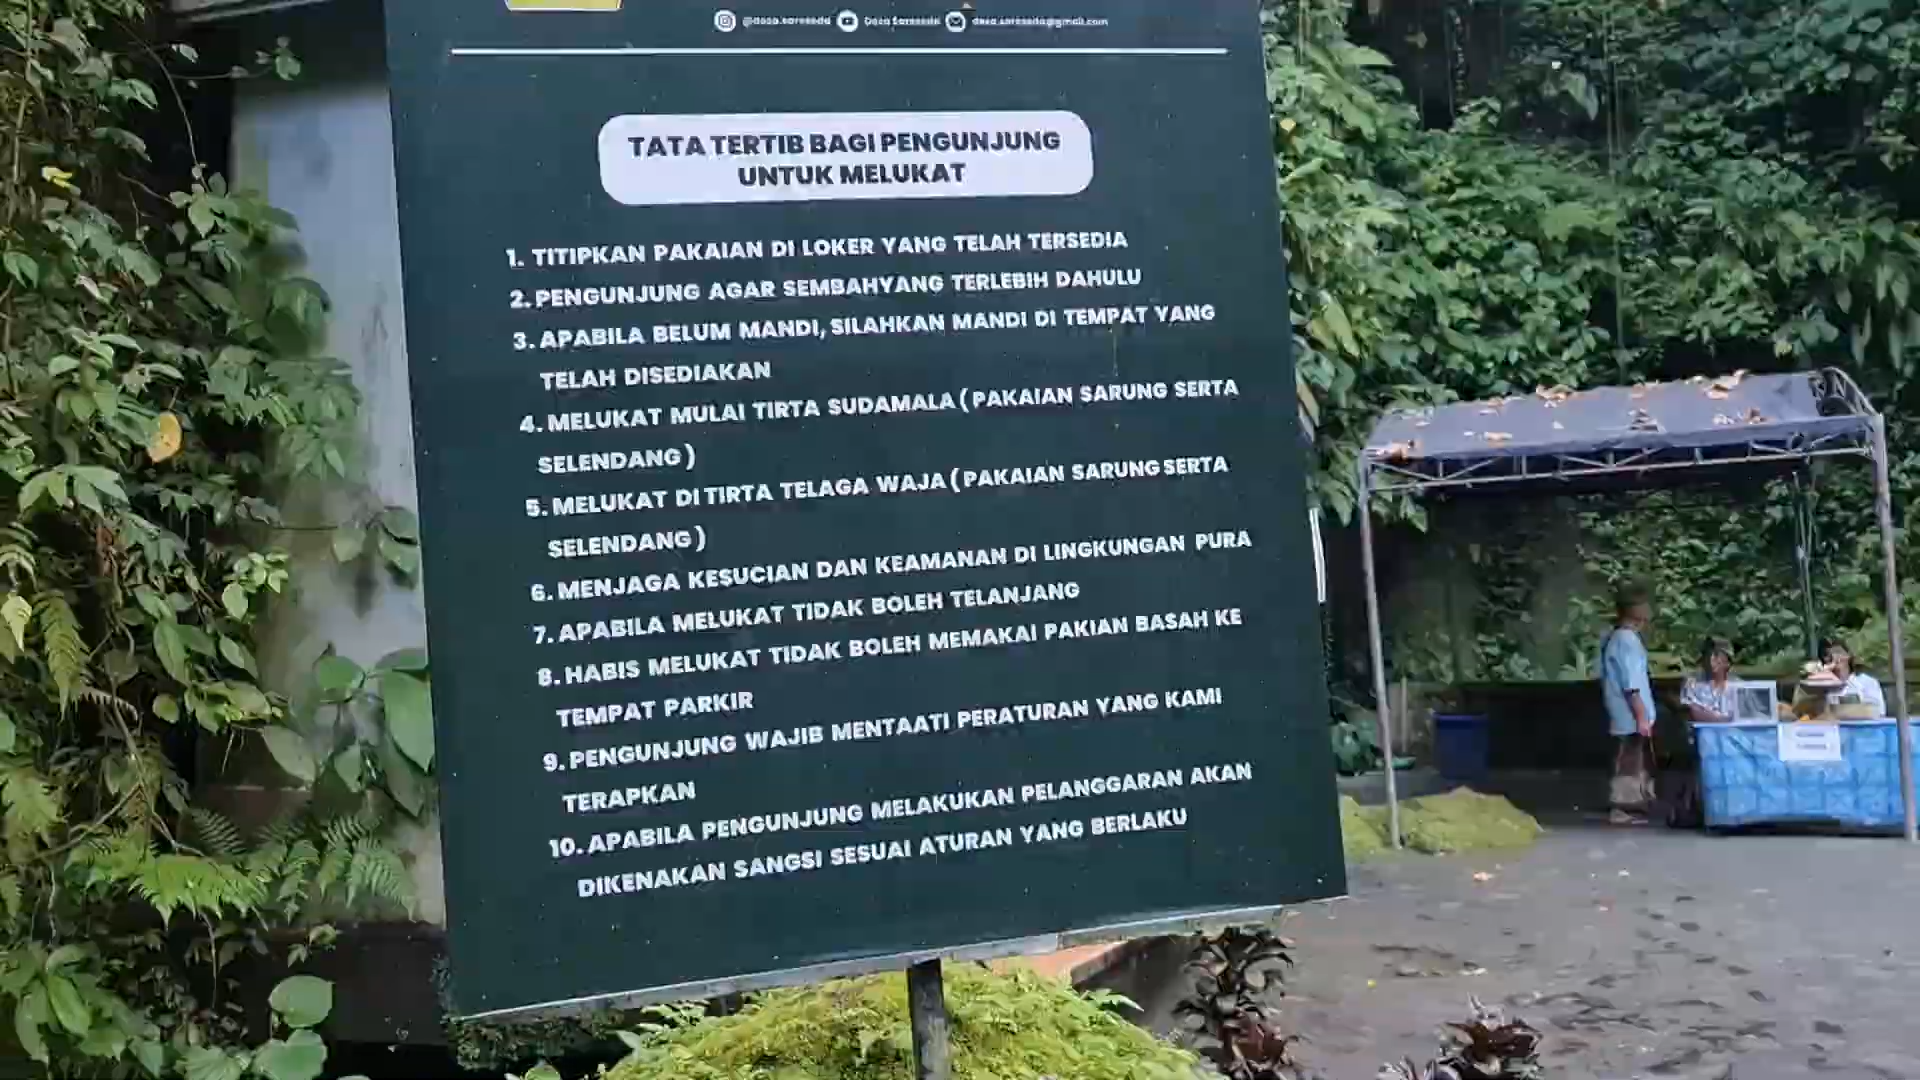 TATA TERTIB BAGI PENGUNJUNG
UNTUK MELUKAT
1. TITIPKAN PAKAIAN DI LOKER YANG TELAH TERSEDIA
2. PENGUNJUNG AGAR SEMBAHYANG TERLEBIH DAHULU
3. APABILA BELUM MANDI, SILAHKAN MANDI DI TEMPAT YANG
TELAH DISEDIAKAN
4. MELUKAT MULAI TIRTA SUDAMALA ( PAKAIAN SARUNG SERTA
SELENDANG )
5. MELUKAT DI TIRTA TELAGA WAJA ( PAKAIAN SARUNG SERTA
SELENDANG )
6. MENJAGA KESUCIAN DAN KEAMANAN DI LINGKUNGAN PURA
7. APABILA MELUKAT TIDAK BOLEH TELANJANG
8. HABIS MELUKAT TIDAK BOLEH MEMAKAI PAKIAN BASAH KE
TEMPAT PARKIR
9. PENGUNJUNG WAJIB MENTAATI PERATURAN YANG KAMI
TERAPKAN
10. APABILA PENGUNJUNG MELAKUKAN PELANGGARAN AKAN
DIKENAKAN SANGSI SESUAI ATURAN YANG BERLAKU